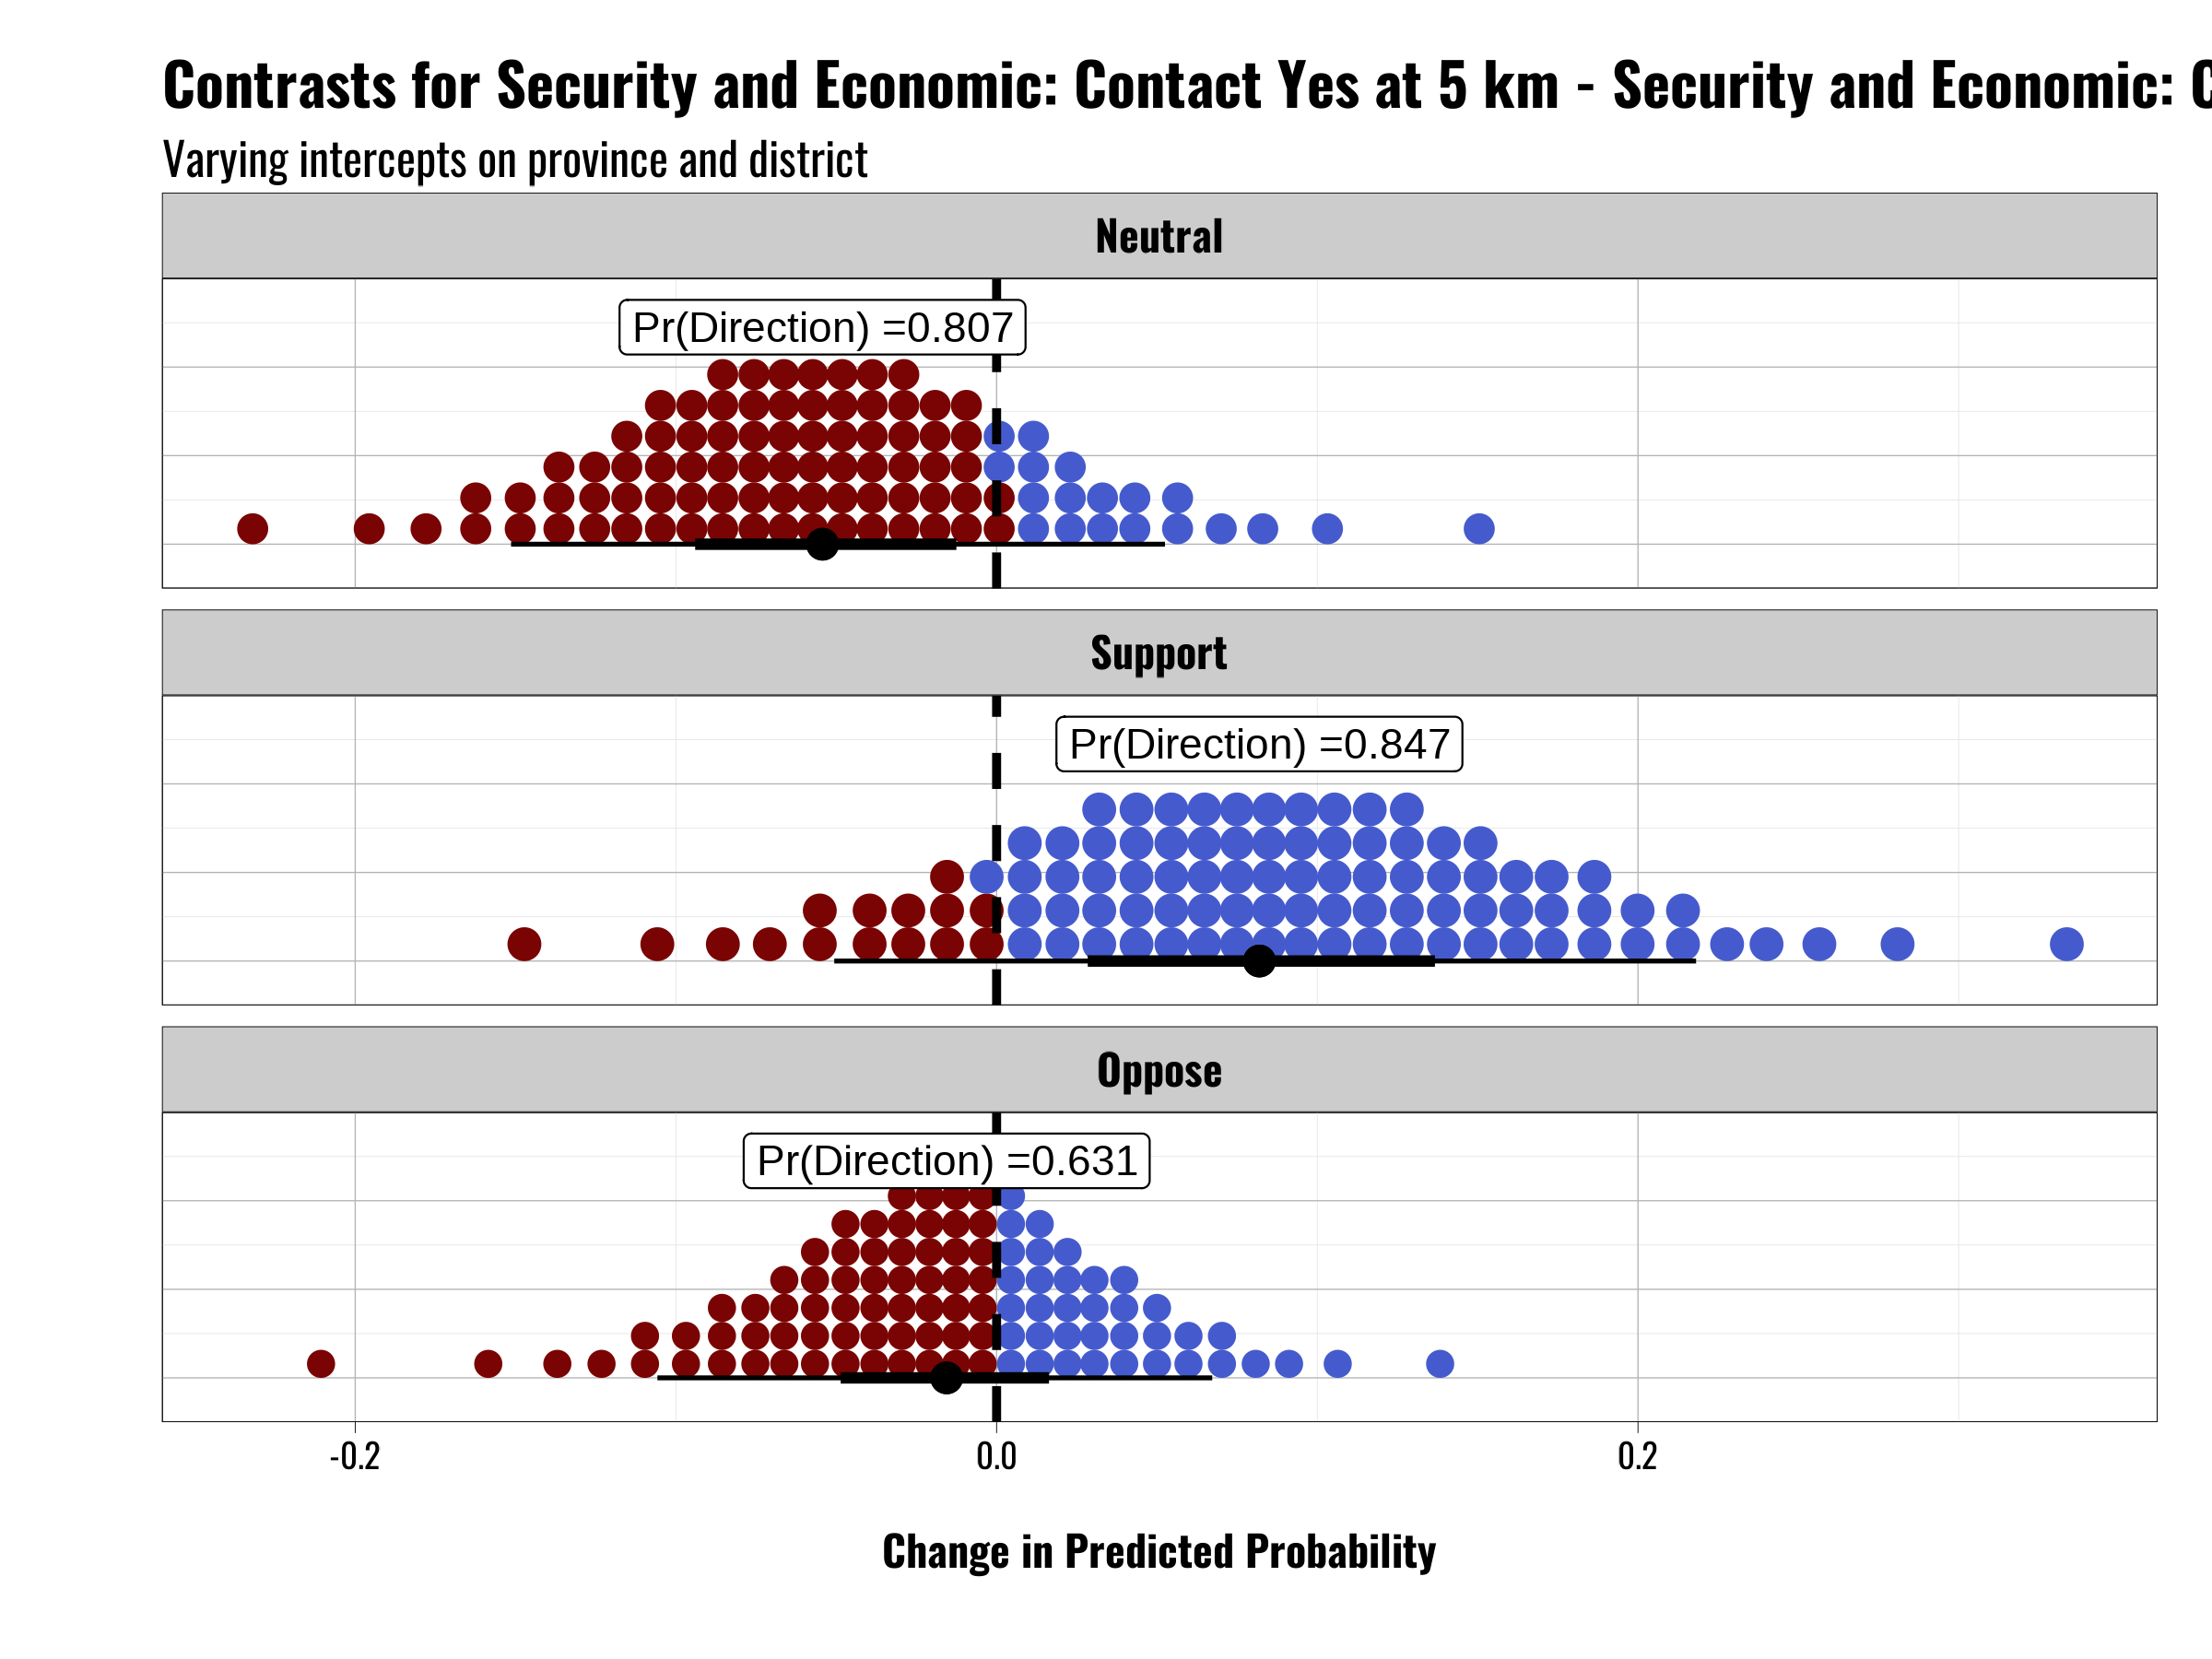 Contrasts for Security and Economic: Contact Yes at 5 km - Security and Economic:
Varying intercepts on province and district
Neutral
Pr(Direction) =0.807
Support
Pr(Direction) =0.847
Oppose
Pr(Direction) =0.631
-0.2 0.0 0.2
Change in Predicted Probability